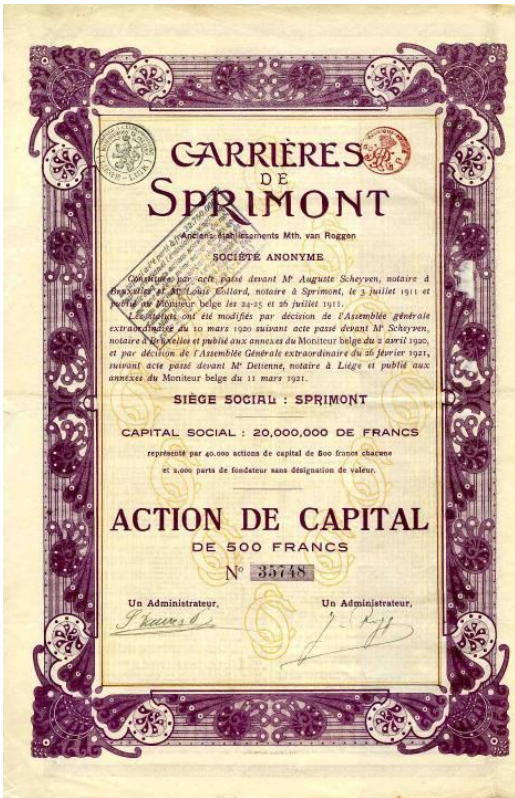 CARRIÈRES
DE
SPRIMONT
Anciens établissements Mth. van Roggen
SOCIÉTÉ ANONYME
Constituée par acte passé devant Me Auguste Scheyven, notaire à
Bruxelles et Me Louis Collard, notaire à Sprimont, le 3 juillet 1911 et
publié au Moniteur belge les 24-25 et 26 juillet 1911.
Les statuts ont été modifiés par décision de l'Assemblée générale
extraordinaire du 10 mars 1920 suivant acte passé devant Me Scheyven,
notaire à Bruxelles et publié aux annexes du Moniteur belge du 2 avril 1920,
et par décision de l'Assemblée Générale extraordinaire du 26 février 1921,
suivant acte passé devant Me Detienne, notaire à Liége et publié aux
annexes du Moniteur belge du 11 mars 1921.
SIÈGE SOCIAL : SPRIMONT
CAPITAL SOCIAL : 20,000,000 DE FRANCS
représenté par 40.000 actions de capital de 500 francs chacune
et 2,000 parts de fondateur sans désignation de valeur.
ACTION DE CAPITAL
DE 500 FRANCS
No 35748
Un Administrateur,
Un Administrateur,